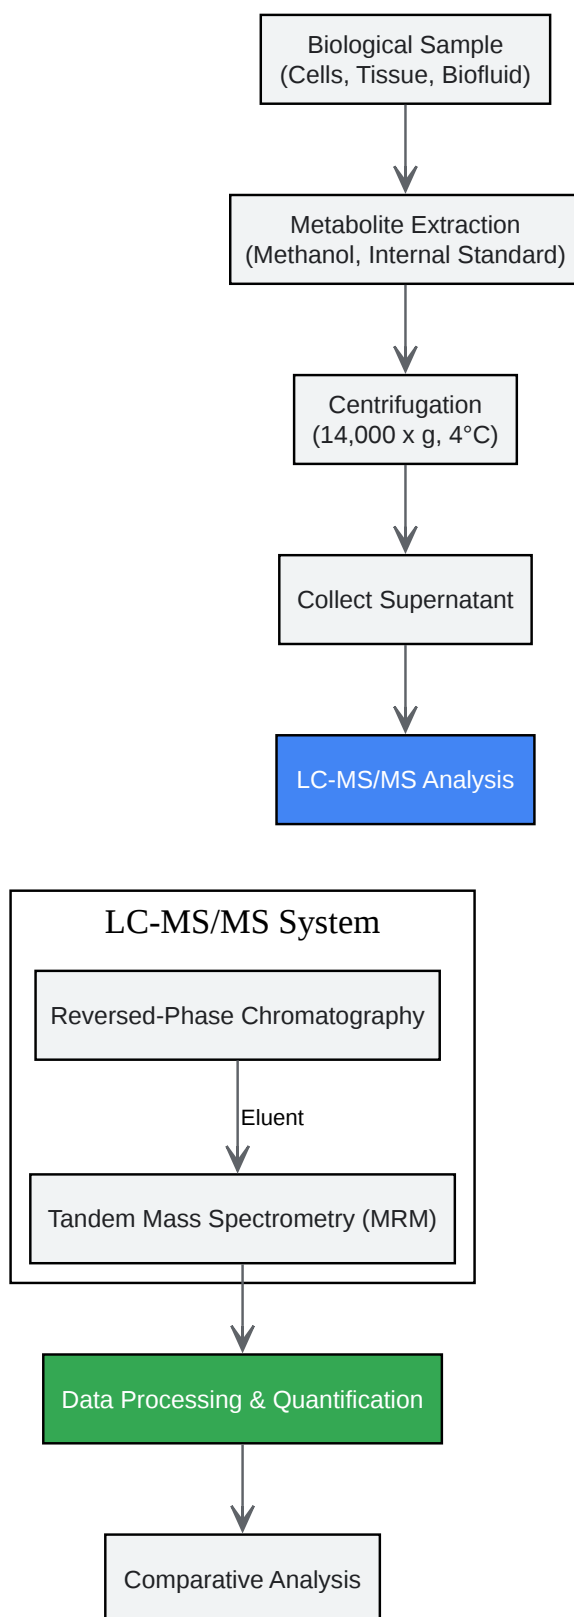 Biological Sample
(Cells, Tissue, Biofluid)
Metabolite Extraction
(Methanol, Internal Standard)
Centrifugation
(14,000 x g, 4°C)
Collect Supernatant
LC-MS/MS Analysis
LC-MS/MS System
Reversed-Phase Chromatography
Eluent
Tandem Mass Spectrometry (MRM)
Data Processing & Quantification
Comparative Analysis